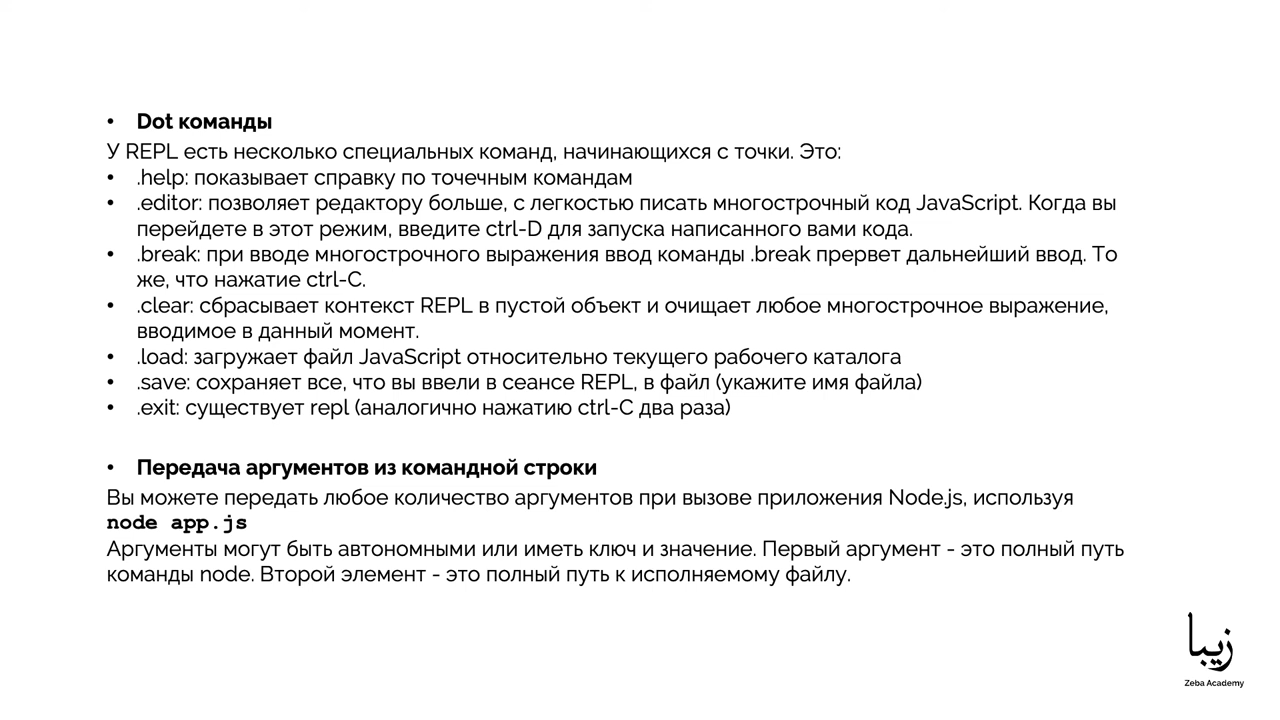 • Dot команды
У REPL есть несколько специальных команд, начинающихся с точки. Это:
• .help: показывает справку по точечным командам
• .editor: позволяет редактору больше, с легкостью писать многострочный код JavaScript. Когда вы
перейдете в этот режим, введите ctrl-D для запуска написанного вами кода.
• .break: при вводе многострочного выражения ввод команды .break прервет дальнейший ввод. То
же, что нажатие ctrl-C.
• .clear: сбрасывает контекст REPL в пустой объект и очищает любое многострочное выражение,
вводимое в данный момент.
• .load: загружает файл JavaScript относительно текущего рабочего каталога
• .save: сохраняет все, что вы ввели в сеансе REPL, в файл (укажите имя файла)
• .exit: существует repl (аналогично нажатию ctrl-C два раза)
• Передача аргументов из командной строки
Вы можете передать любое количество аргументов при вызове приложения Node.js, используя
node app.js
Аргументы могут быть автономными или иметь ключ и значение. Первый аргумент - это полный путь
команды node. Второй элемент - это полный путь к исполняемому файлу.
زیبا
Zeba Academy